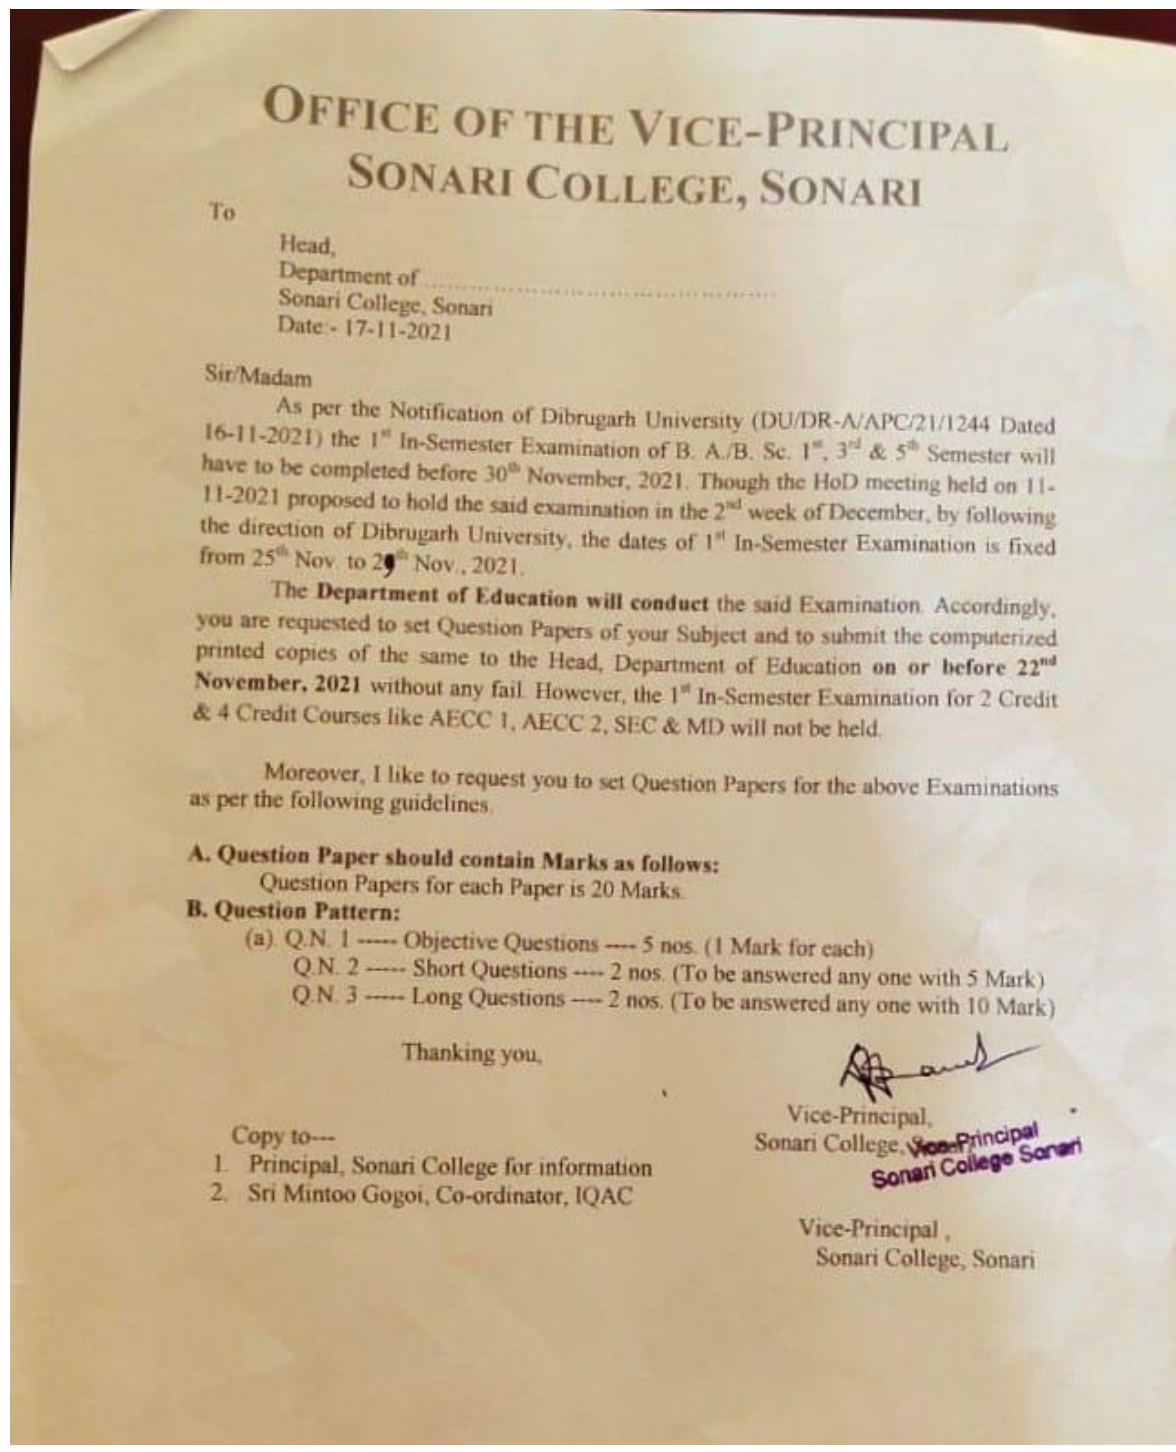 OFFICE OF THE VICE-PRINCIPAL
SONARI COLLEGE, SONARI
To
Head,
Department of ........................................................
Sonari College, Sonari
Date:- 17-11-2021
Sir/Madam
As per the Notification of Dibrugarh University (DU/DR-A/APC/21/1244 Dated
16-11-2021) the 1st In-Semester Examination of B. A./B. Sc. 1st, 3rd & 5th Semester will
have to be completed before 30th November, 2021. Though the HoD meeting held on 11-
11-2021 proposed to hold the said examination in the 2nd week of December, by following
the direction of Dibrugarh University, the dates of 1st In-Semester Examination is fixed
from 25th Nov. to 29th Nov., 2021.
The Department of Education will conduct the said Examination. Accordingly,
you are requested to set Question Papers of your Subject and to submit the computerized
printed copies of the same to the Head, Department of Education on or before 22nd
November, 2021 without any fail. However, the 1st In-Semester Examination for 2 Credit
& 4 Credit Courses like AECC 1, AECC 2, SEC & MD will not be held.
Moreover, I like to request you to set Question Papers for the above Examinations
as per the following guidelines.
A. Question Paper should contain Marks as follows:
Question Papers for each Paper is 20 Marks.
B. Question Pattern:
(a). Q.N. 1 ----- Objective Questions ---- 5 nos. (1 Mark for each)
Q.N. 2 ----- Short Questions ---- 2 nos. (To be answered any one with 5 Mark)
Q.N. 3 ----- Long Questions ---- 2 nos. (To be answered any one with 10 Mark)
Thanking you,
Vice-Principal,
Sonari College,
Vice-Principal
Sonari College Sonari
Copy to---
1. Principal, Sonari College for information
2. Sri Mintoo Gogoi, Co-ordinator, IQAC
Vice-Principal ,
Sonari College, Sonari